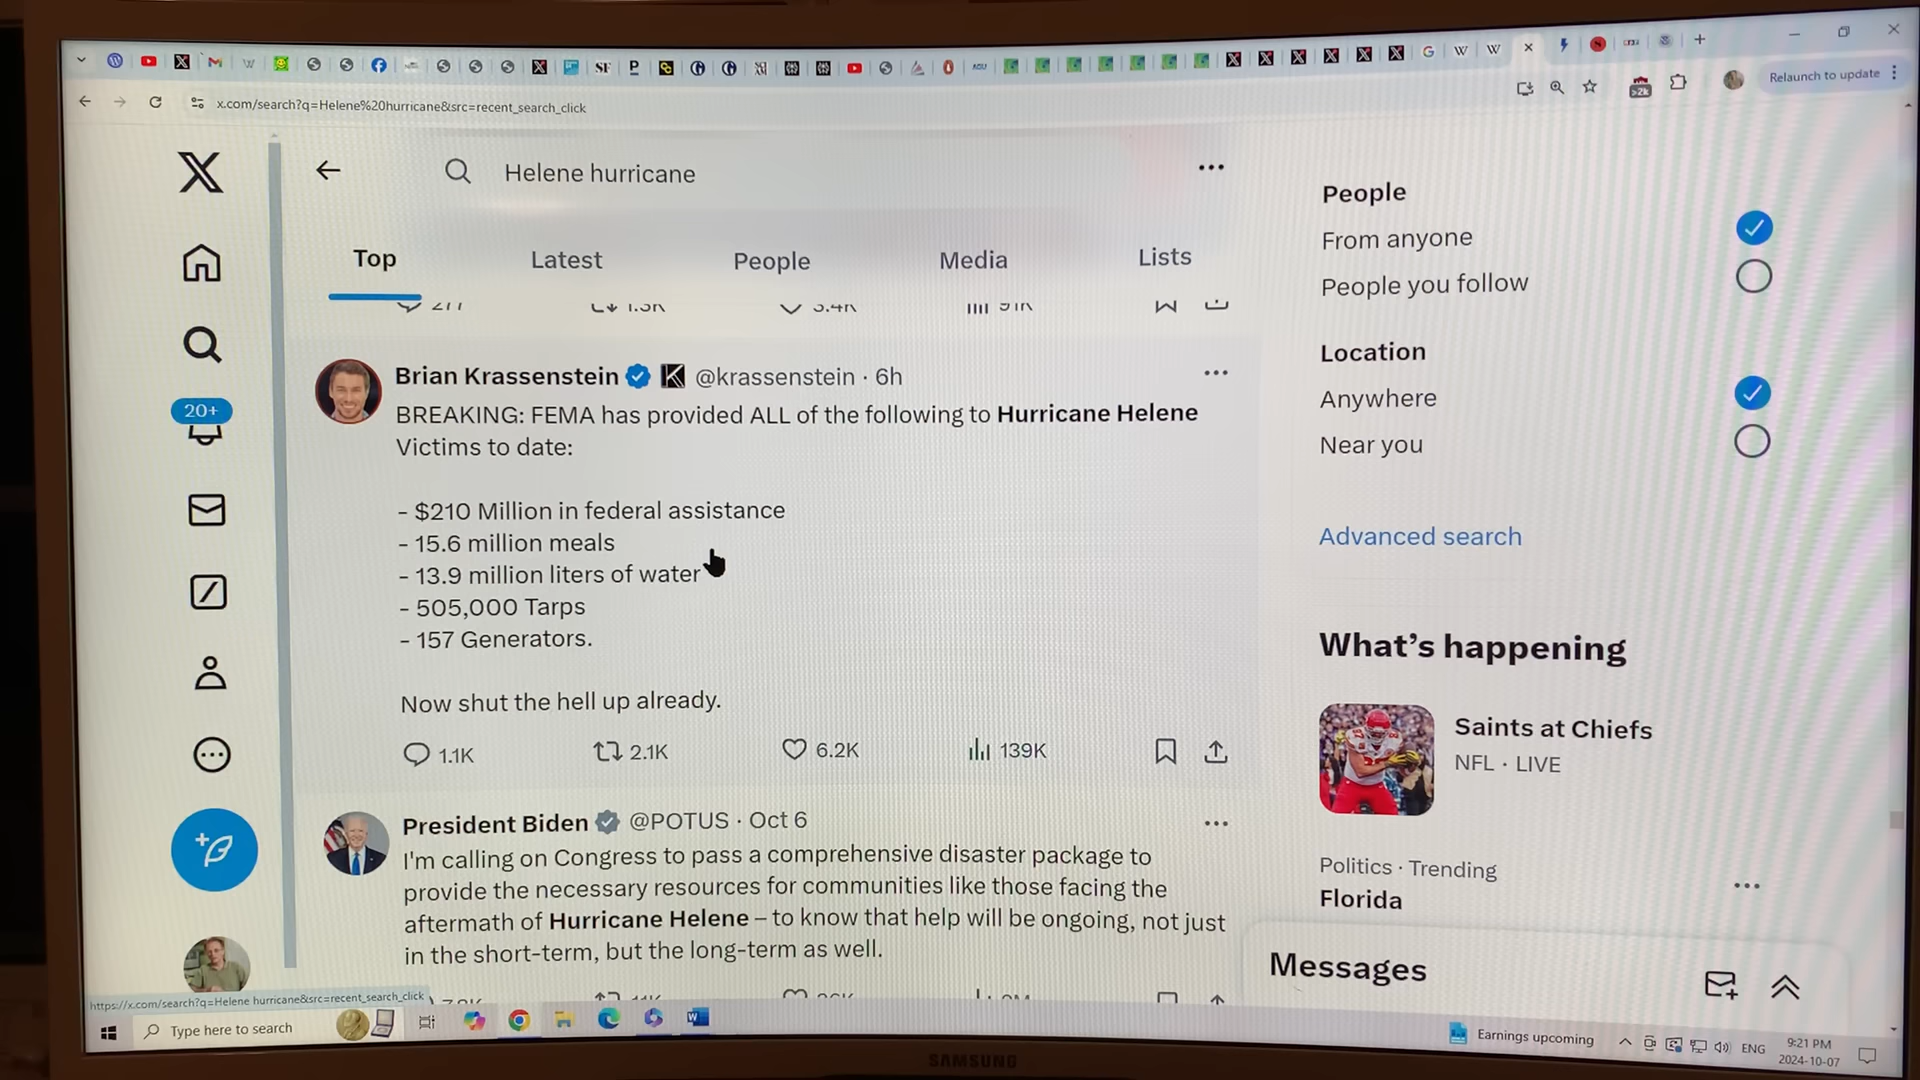 Relaunch to update
x.com/search?q=Helene%20hurricane&src=recent_search_click
Helene hurricane
Top
Latest
People
Media
Lists
Brian Krassenstein @krassenstein · 6h
BREAKING: FEMA has provided ALL of the following to Hurricane Helene
Victims to date:
- $210 Million in federal assistance
- 15.6 million meals
- 13.9 million liters of water
- 505,000 Tarps
- 157 Generators.
Now shut the hell up already.
1.1K
2.1K
6.2K
139K
President Biden @POTUS · Oct 6
I'm calling on Congress to pass a comprehensive disaster package to
provide the necessary resources for communities like those facing the
aftermath of Hurricane Helene – to know that help will be ongoing, not just
in the short-term, but the long-term as well.
20+
People
From anyone
People you follow
Location
Anywhere
Near you
Advanced search
What's happening
Saints at Chiefs
NFL · LIVE
Politics · Trending
Florida
Messages
https://x.com/search?q=Helene hurricane&src=recent_search_click
Type here to search
Earnings upcoming
ENG
9:21 PM
2024-10-07
SAMSUNG